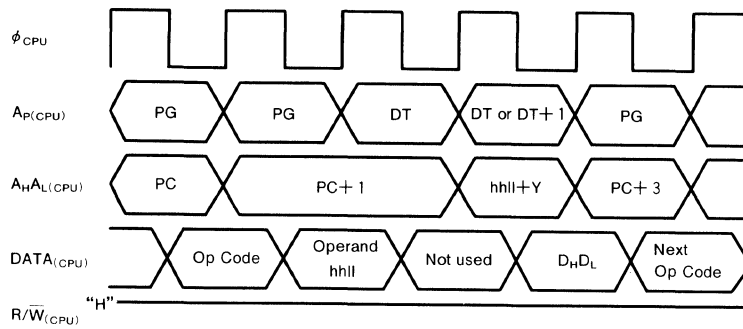 φCPU
AP(CPU) PG PG DT DT or DT+1 PG
AHAL(CPU) PC PC+1 hhll+Y PC+3
DATA(CPU) Op Code Operand hhll Not used DHDL Next Op Code
R/W̅(CPU) "H"